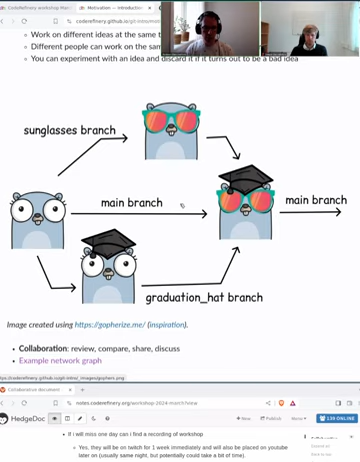 CodeRefinery workshop Mar
Motivation — Introduction
coderefinery.github.io/git-intro/mot
Work on different ideas at the same t
Different people can work on the sam
You can experiment with an idea and discard it if it turns out to be a bad idea
sunglasses branch
main branch
main branch
graduation_hat branch
Image created using https://gopherize.me/ (inspiration).
Collaboration: review, compare, share, discuss
Example network graph
Collaborative document
notes.coderefinery.org/workshop-2024-march?view
HedgeDoc
New
Publish
Menu
138 ONLINE
If I will miss one day can I find a recording of workshop
Yes, they will be on twitch for 1 week immediately and will also be placed on youtube
later on (usually same night, but potentially could take a bit of time).